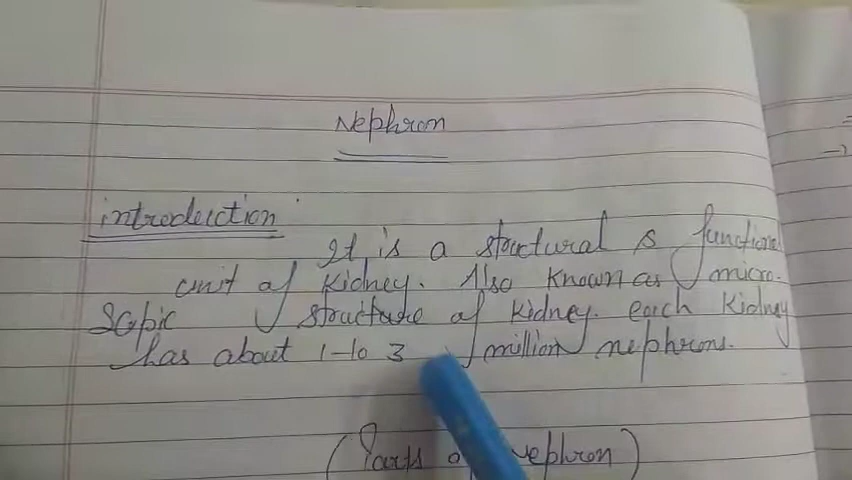 Nephron
introduction
It is a structural & functional
unit of kidney. Also known as micro-
Scpic structure of kidney. each kidney
has about 1-to 3 million nephrons.
(Parts of nephron)